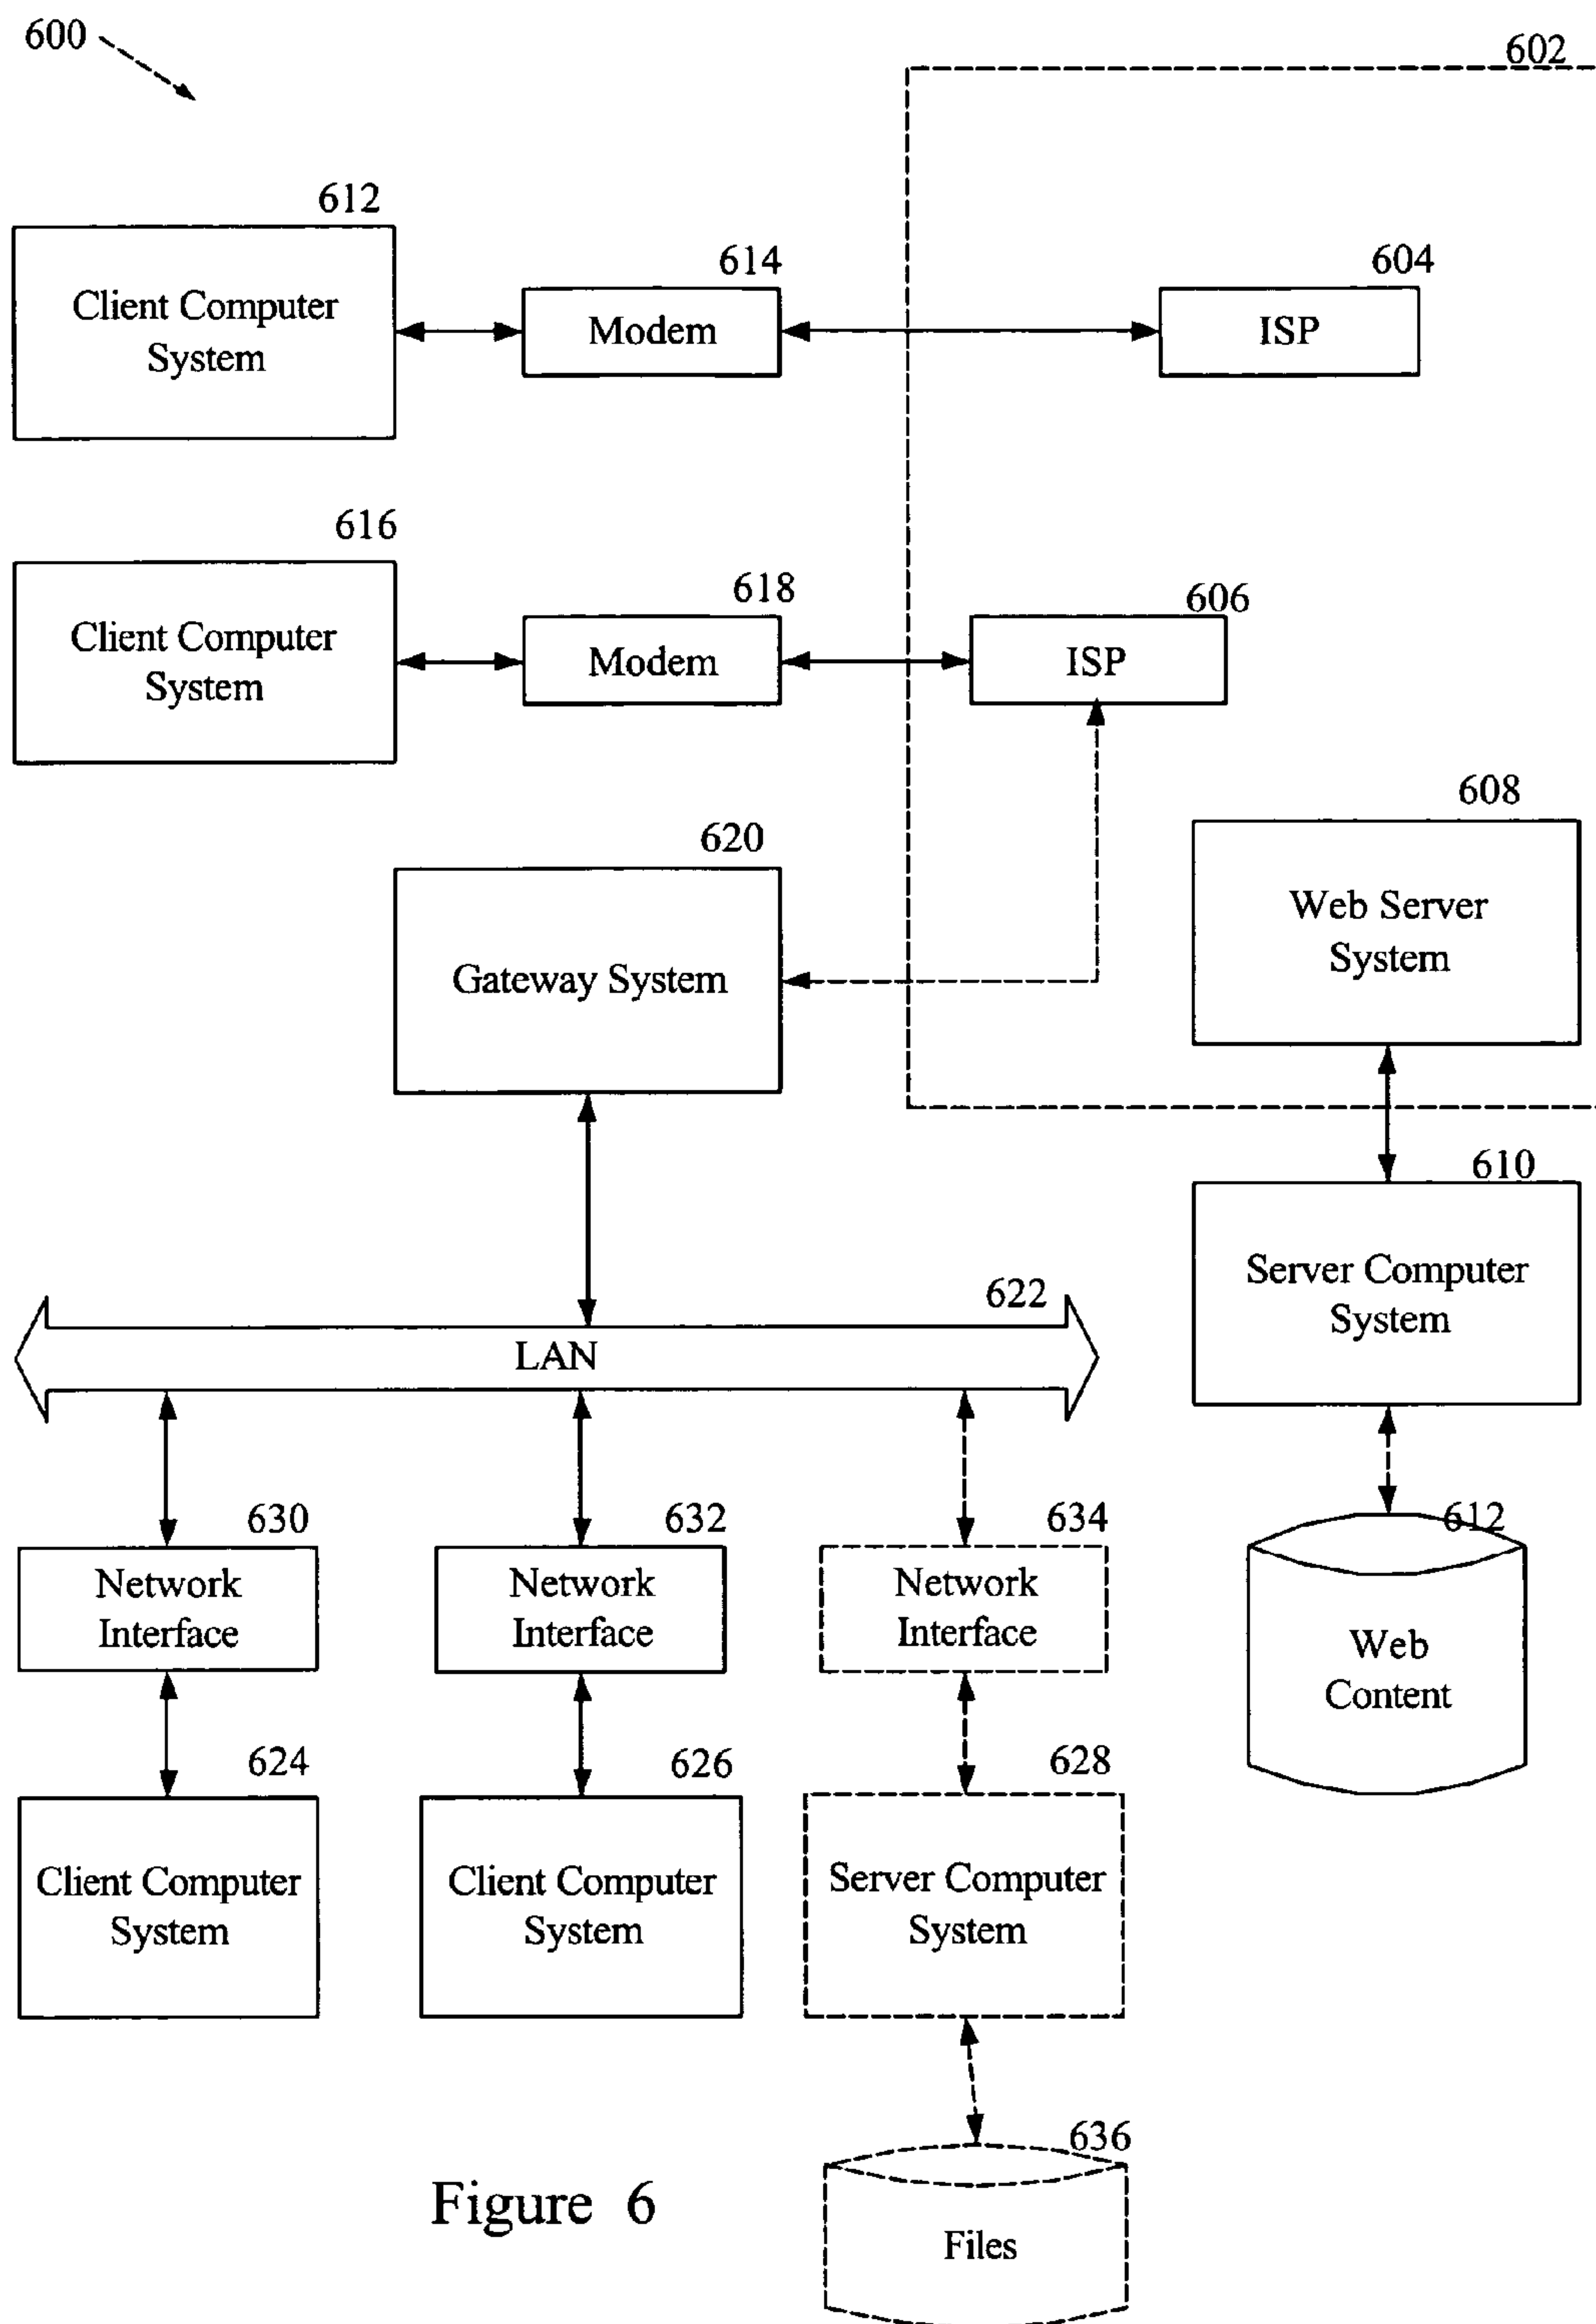 600
602
612
Client Computer
System
614
Modem
604
ISP
616
Client Computer
System
618
Modem
606
ISP
620
Gateway System
608
Web Server
System
610
Server Computer
System
622
LAN
612
Web
Content
630
Network
Interface
632
Network
Interface
634
Network
Interface
624
Client Computer
System
626
Client Computer
System
628
Server Computer
System
636
Files
Figure 6